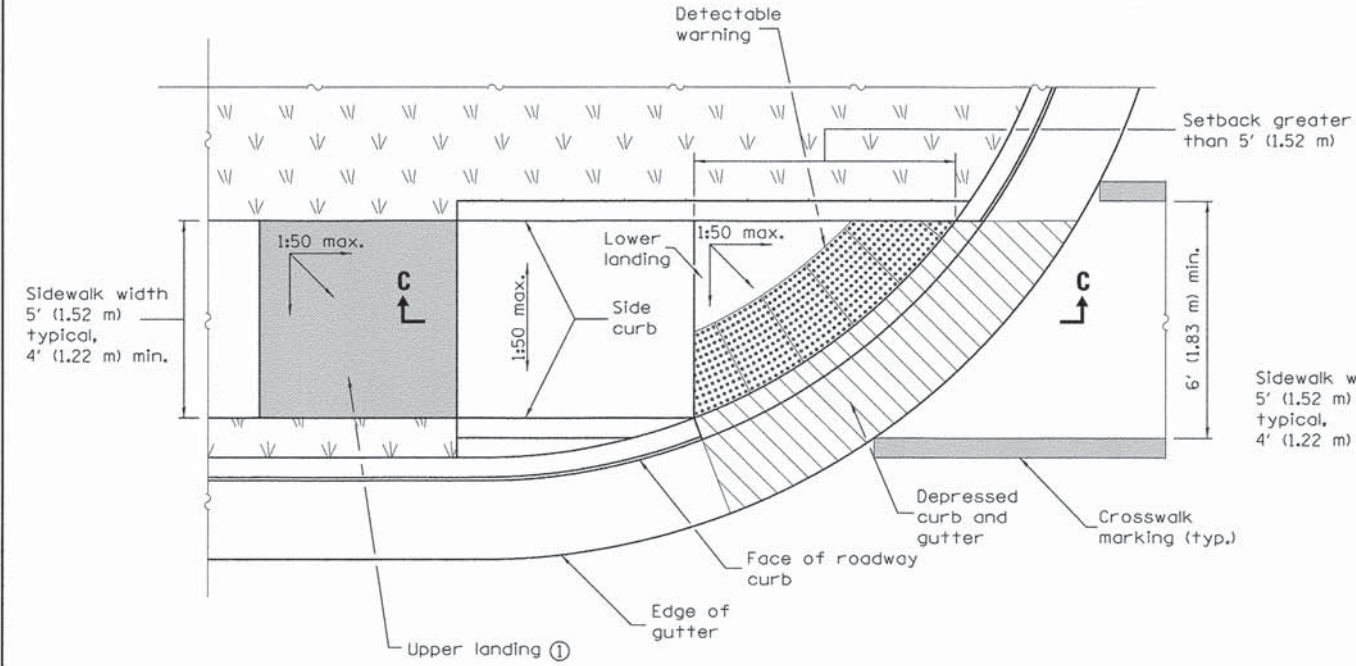 Detectable
warning
Setback greater
than 5' (1.52 m)
1:50 max.
Lower
landing
1:50 max.
C
C
Sidewalk width
5' (1.52 m)
typical,
4' (1.22 m) min.
1:50 max.
Side
curb
6' (1.83 m) min.
Sidewalk w
5' (1.52 m)
typical,
4' (1.22 m)
Depressed
curb and
gutter
Crosswalk
marking (typ.)
Face of roadway
curb
Edge of
gutter
Upper landing ①